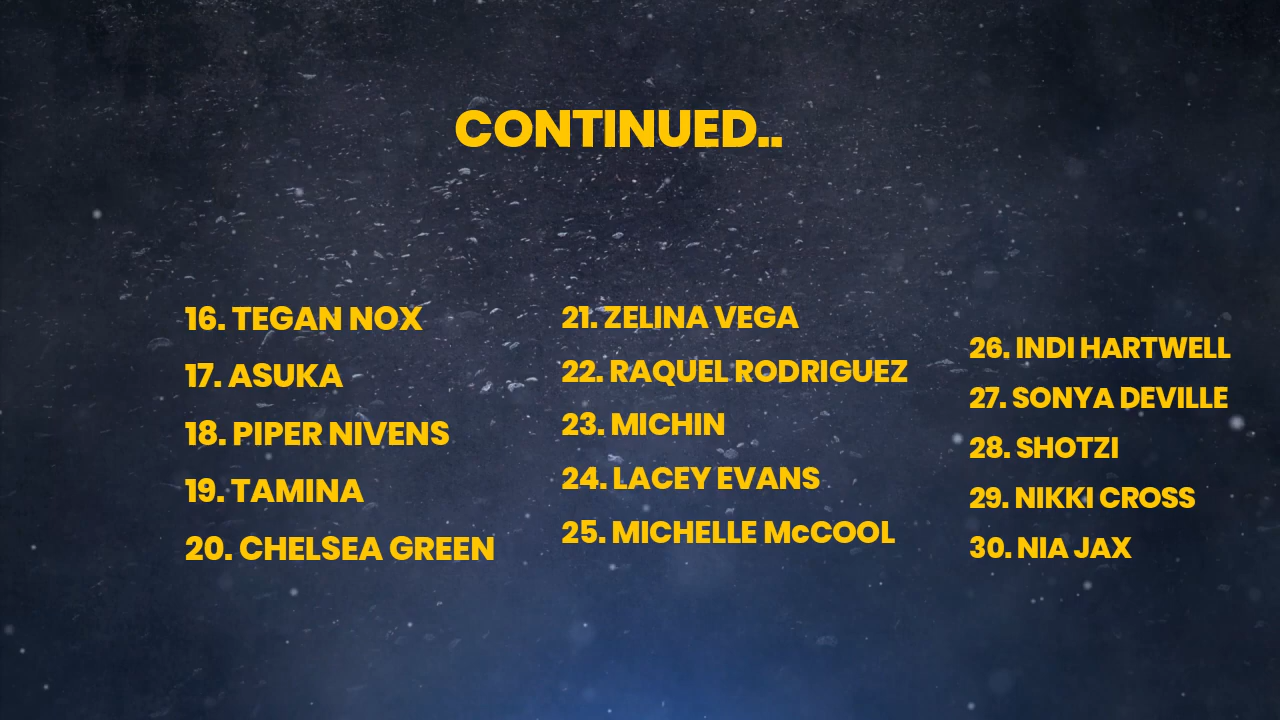 CONTINUED..
16. TEGAN NOX
17. ASUKA
18. PIPER NIVENS
19. TAMINA
20. CHELSEA GREEN
21. ZELINA VEGA
22. RAQUEL RODRIGUEZ
23. MICHIN
24. LACEY EVANS
25. MICHELLE McCOOL
26. INDI HARTWELL
27. SONYA DEVILLE
28. SHOTZI
29. NIKKI CROSS
30. NIA JAX